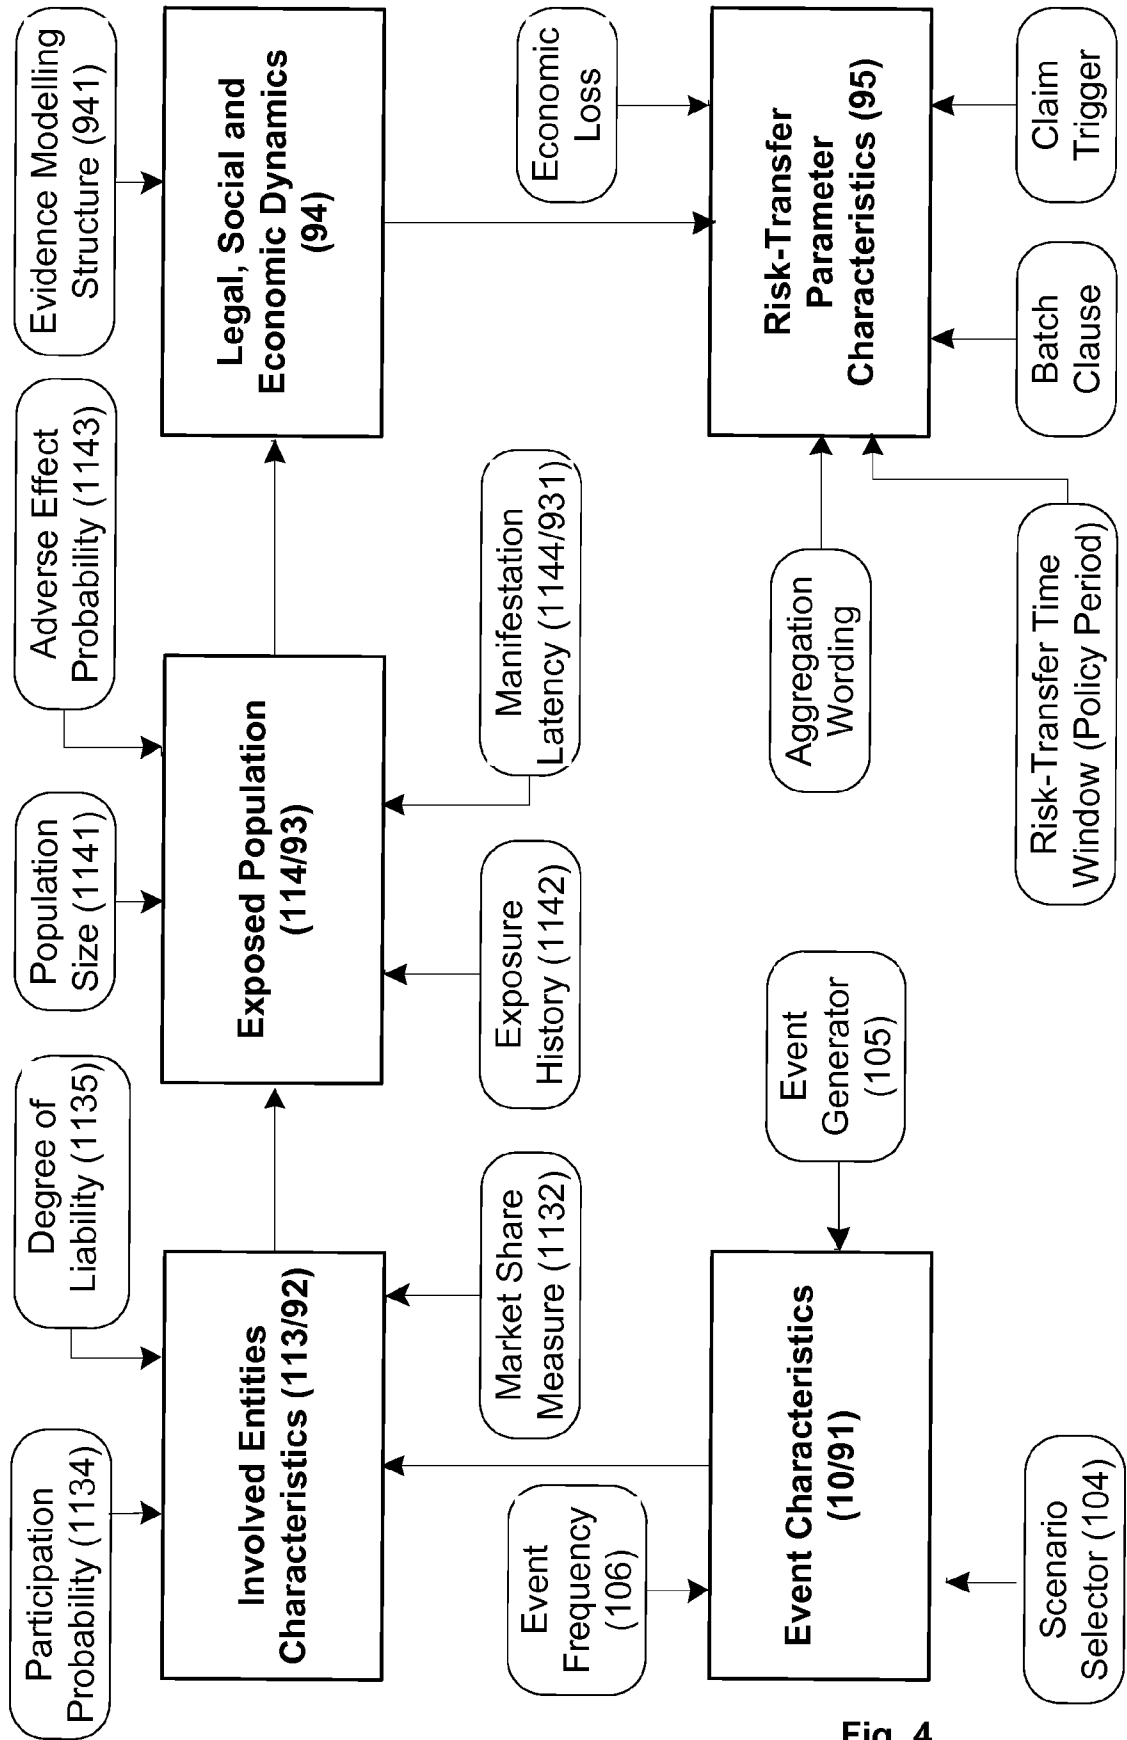 Participation
Probability (1134)
Degree of
Liability (1135)
Population
Size (1141)
Adverse Effect
Probability (1143)
Evidence Modelling
Structure (941)
Involved Entities
Characteristics (113/92)
Exposed Population
(114/93)
Legal, Social and
Economic Dynamics
(94)
Event
Frequency
(106)
Market Share
Measure (1132)
Exposure
History (1142)
Manifestation
Latency (1144/931)
Economic
Loss
Event Characteristics
(10/91)
Event
Generator
(105)
Aggregation
Wording
Risk-Transfer
Parameter
Characteristics (95)
Scenario
Selector (104)
Risk-Transfer Time
Window (Policy Period)
Batch
Clause
Claim
Trigger
Fig. 4